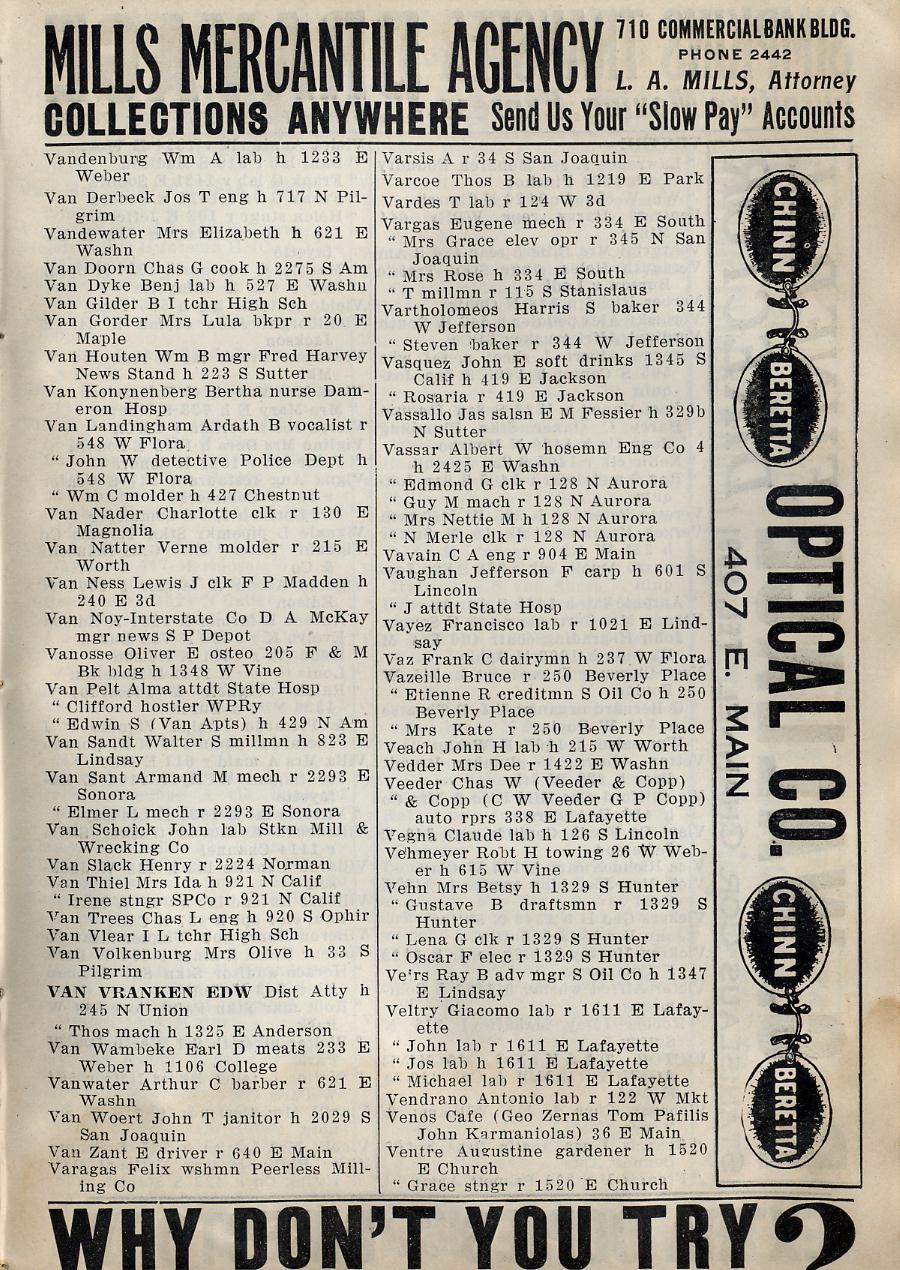 MILLS MERCANTILE AGENCY
710 COMMERCIAL BANK BLDG.
PHONE 2442
L. A. MILLS, Attorney
COLLECTIONS ANYWHERE Send Us Your "Slow Pay" Accounts
Vandenburg Wm A lab h 1233 E
Weber
Van Derbeck Jos T eng h 717 N Pil-
grim
Vandewater Mrs Elizabeth h 621 E
Washn
Van Doorn Chas G cook h 2275 S Am
Van Dyke Benj lab h 527 E Washn
Van Gilder B I tchr High Sch
Van Gorder Mrs Lula bkpr r 20 E
Maple
Van Houten Wm B mgr Fred Harvey
News Stand h 223 S Sutter
Van Konynenberg Bertha nurse Dam-
eron Hosp
Van Landingham Ardath B vocalist r
548 W Flora
" John W detective Police Dept h
548 W Flora
" Wm C molder h 427 Chestnut
Van Nader Charlotte clk r 130 E
Magnolia
Van Natter Verne molder r 215 E
Worth
Van Ness Lewis J clk F P Madden h
240 E 3d
Van Noy-Interstate Co D A McKay
mgr news S P Depot
Vanosse Oliver E osteo 205 F & M
Bk bldg h 1348 W Vine
Van Pelt Alma attdt State Hosp
" Clifford hostler WPRy
" Edwin S (Van Apts) h 429 N Am
Van Sandt Walter S millmn h 823 E
Lindsay
Van Sant Armand M mech r 2293 E
Sonora
" Elmer L mech r 2293 E Sonora
Van Schoick John lab Stkn Mill &
Wrecking Co
Van Slack Henry r 2224 Norman
Van Thiel Mrs Ida h 921 N Calif
" Irene stngr SPCo r 921 N Calif
Van Trees Chas L eng h 920 S Ophir
Van Vlear I L tchr High Sch
Van Volkenburg Mrs Olive h 33 S
Pilgrim
VAN VRANKEN EDW Dist Atty h
245 N Union
" Thos mach h 1325 E Anderson
Van Wambeke Earl D meats 233 E
Weber h 1106 College
Vanwater Arthur C barber r 621 E
Washn
Van Woert John T janitor h 2029 S
San Joaquin
Van Zant E driver r 640 E Main
Varagas Felix wshmn Peerless Mill-
ing Co
Varsis A r 34 S San Joaquin
Varcoe Thos B lab h 1219 E Park
Vardes T lab r 124 W 3d
Vargas Eugene mech r 334 E South
" Mrs Grace elev opr r 345 N San
Joaquin
" Mrs Rose h 334 E South
" T millmn r 115 S Stanislaus
Vartholomeos Harris S baker 344
W Jefferson
" Steven baker r 344 W Jefferson
Vasquez John E soft drinks 1345 S
Calif h 419 E Jackson
" Rosaria r 419 E Jackson
Vassallo Jas salsn E M Fessier h 329b
N Sutter
Vassar Albert W hosemn Eng Co 4
h 2425 E Washn
" Edmond G clk r 128 N Aurora
" Guy M mach r 128 N Aurora
" Mrs Nettie M h 128 N Aurora
" N Merle clk r 128 N Aurora
Vavain C A eng r 904 E Main
Vaughan Jefferson F carp h 601 S
Lincoln
" J attdt State Hosp
Vayez Francisco lab r 1021 E Lind-
say
Vaz Frank C dairymn h 237 W Flora
Vazeille Bruce r 250 Beverly Place
" Etienne R creditmn S Oil Co h 250
Beverly Place
" Mrs Kate r 250 Beverly Place
Veach John H lab h 215 W Worth
Vedder Mrs Dee r 1422 E Washn
Veeder Chas W (Veeder & Copp)
" & Copp (C W Veeder G P Copp)
auto rprs 338 E Lafayette
Vegna Claude lab h 126 S Lincoln
Vehmeyer Robt H towing 26 W Web-
er h 615 W Vine
Vehn Mrs Betsy h 1329 S Hunter
" Gustave B draftsmn r 1329 S
Hunter
" Lena G clk r 1329 S Hunter
" Oscar F elec r 1329 S Hunter
Veirs Ray B adv mgr S Oil Co h 1347
E Lindsay
Veltry Giacomo lab r 1611 E Lafay-
ette
" John lab r 1611 E Lafayette
" Jos lab h 1611 E Lafayette
" Michael lab r 1611 E Lafayette
Vendrano Antonio lab r 122 W Mkt
Venos Cafe (Geo Zernas Tom Pafilis
John Karmaniolas) 36 E Main
Ventre Augustine gardener h 1520
E Church
" Grace stngr r 1520 E Church
CHINN BERETTA
OPTICAL CO.
407 E. MAIN
CHINN BERETTA
WHY DON'T YOU TRY?